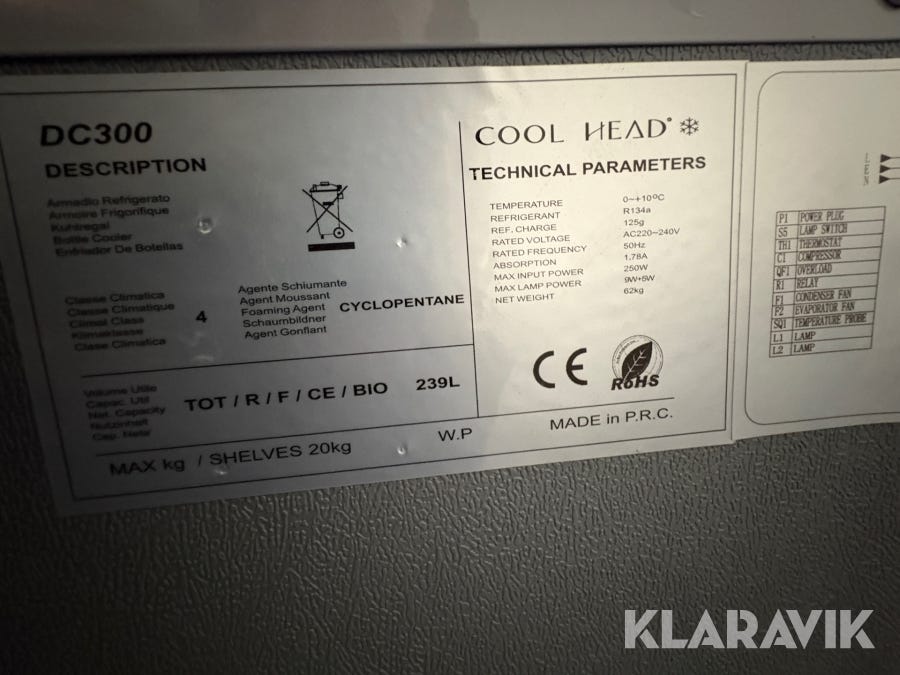 DC300
DESCRIPTION
Armadio Refrigerato
Armoire Frigorifique
Kuhlregal
Bottle Cooler
Enfriador De Botellas
Classe Climatica
Classe Climatique
Climat Class
Klimaklasse
Clase Climatica
4
Agente Schiumante
Agent Moussant
Foaming Agent
Schaumbildner
Agent Gonflant
CYCLOPENTANE
Volume Utile
Capac. Util
Net. Capacity
Nutzinhalt
Cap. Neta
TOT / R / F / CE / BIO 239L
MAX kg / SHELVES 20kg
W.P
COOL HEAD
TECHNICAL PARAMETERS
TEMPERATURE 0~+10°C
REFRIGERANT R134a
REF. CHARGE 125g
RATED VOLTAGE AC220~240V
RATED FREQUENCY 50Hz
ABSORPTION 1.78A
MAX INPUT POWER 250W
MAX LAMP POWER 9W+5W
NET WEIGHT 62kg
CE RoHS
MADE in P.R.C.
L
E
N
P1 POWER PLUG
S5 LAMP SWITCH
TH1 THERMOSTAT
C1 COMPRESSOR
QF1 OVERLOAD
R1 RELAY
F1 CONDENSER FAN
F2 EVAPORATOR FAN
SQ1 TEMPERATURE PROBE
L1 LAMP
L2 LAMP
KLARAVIK